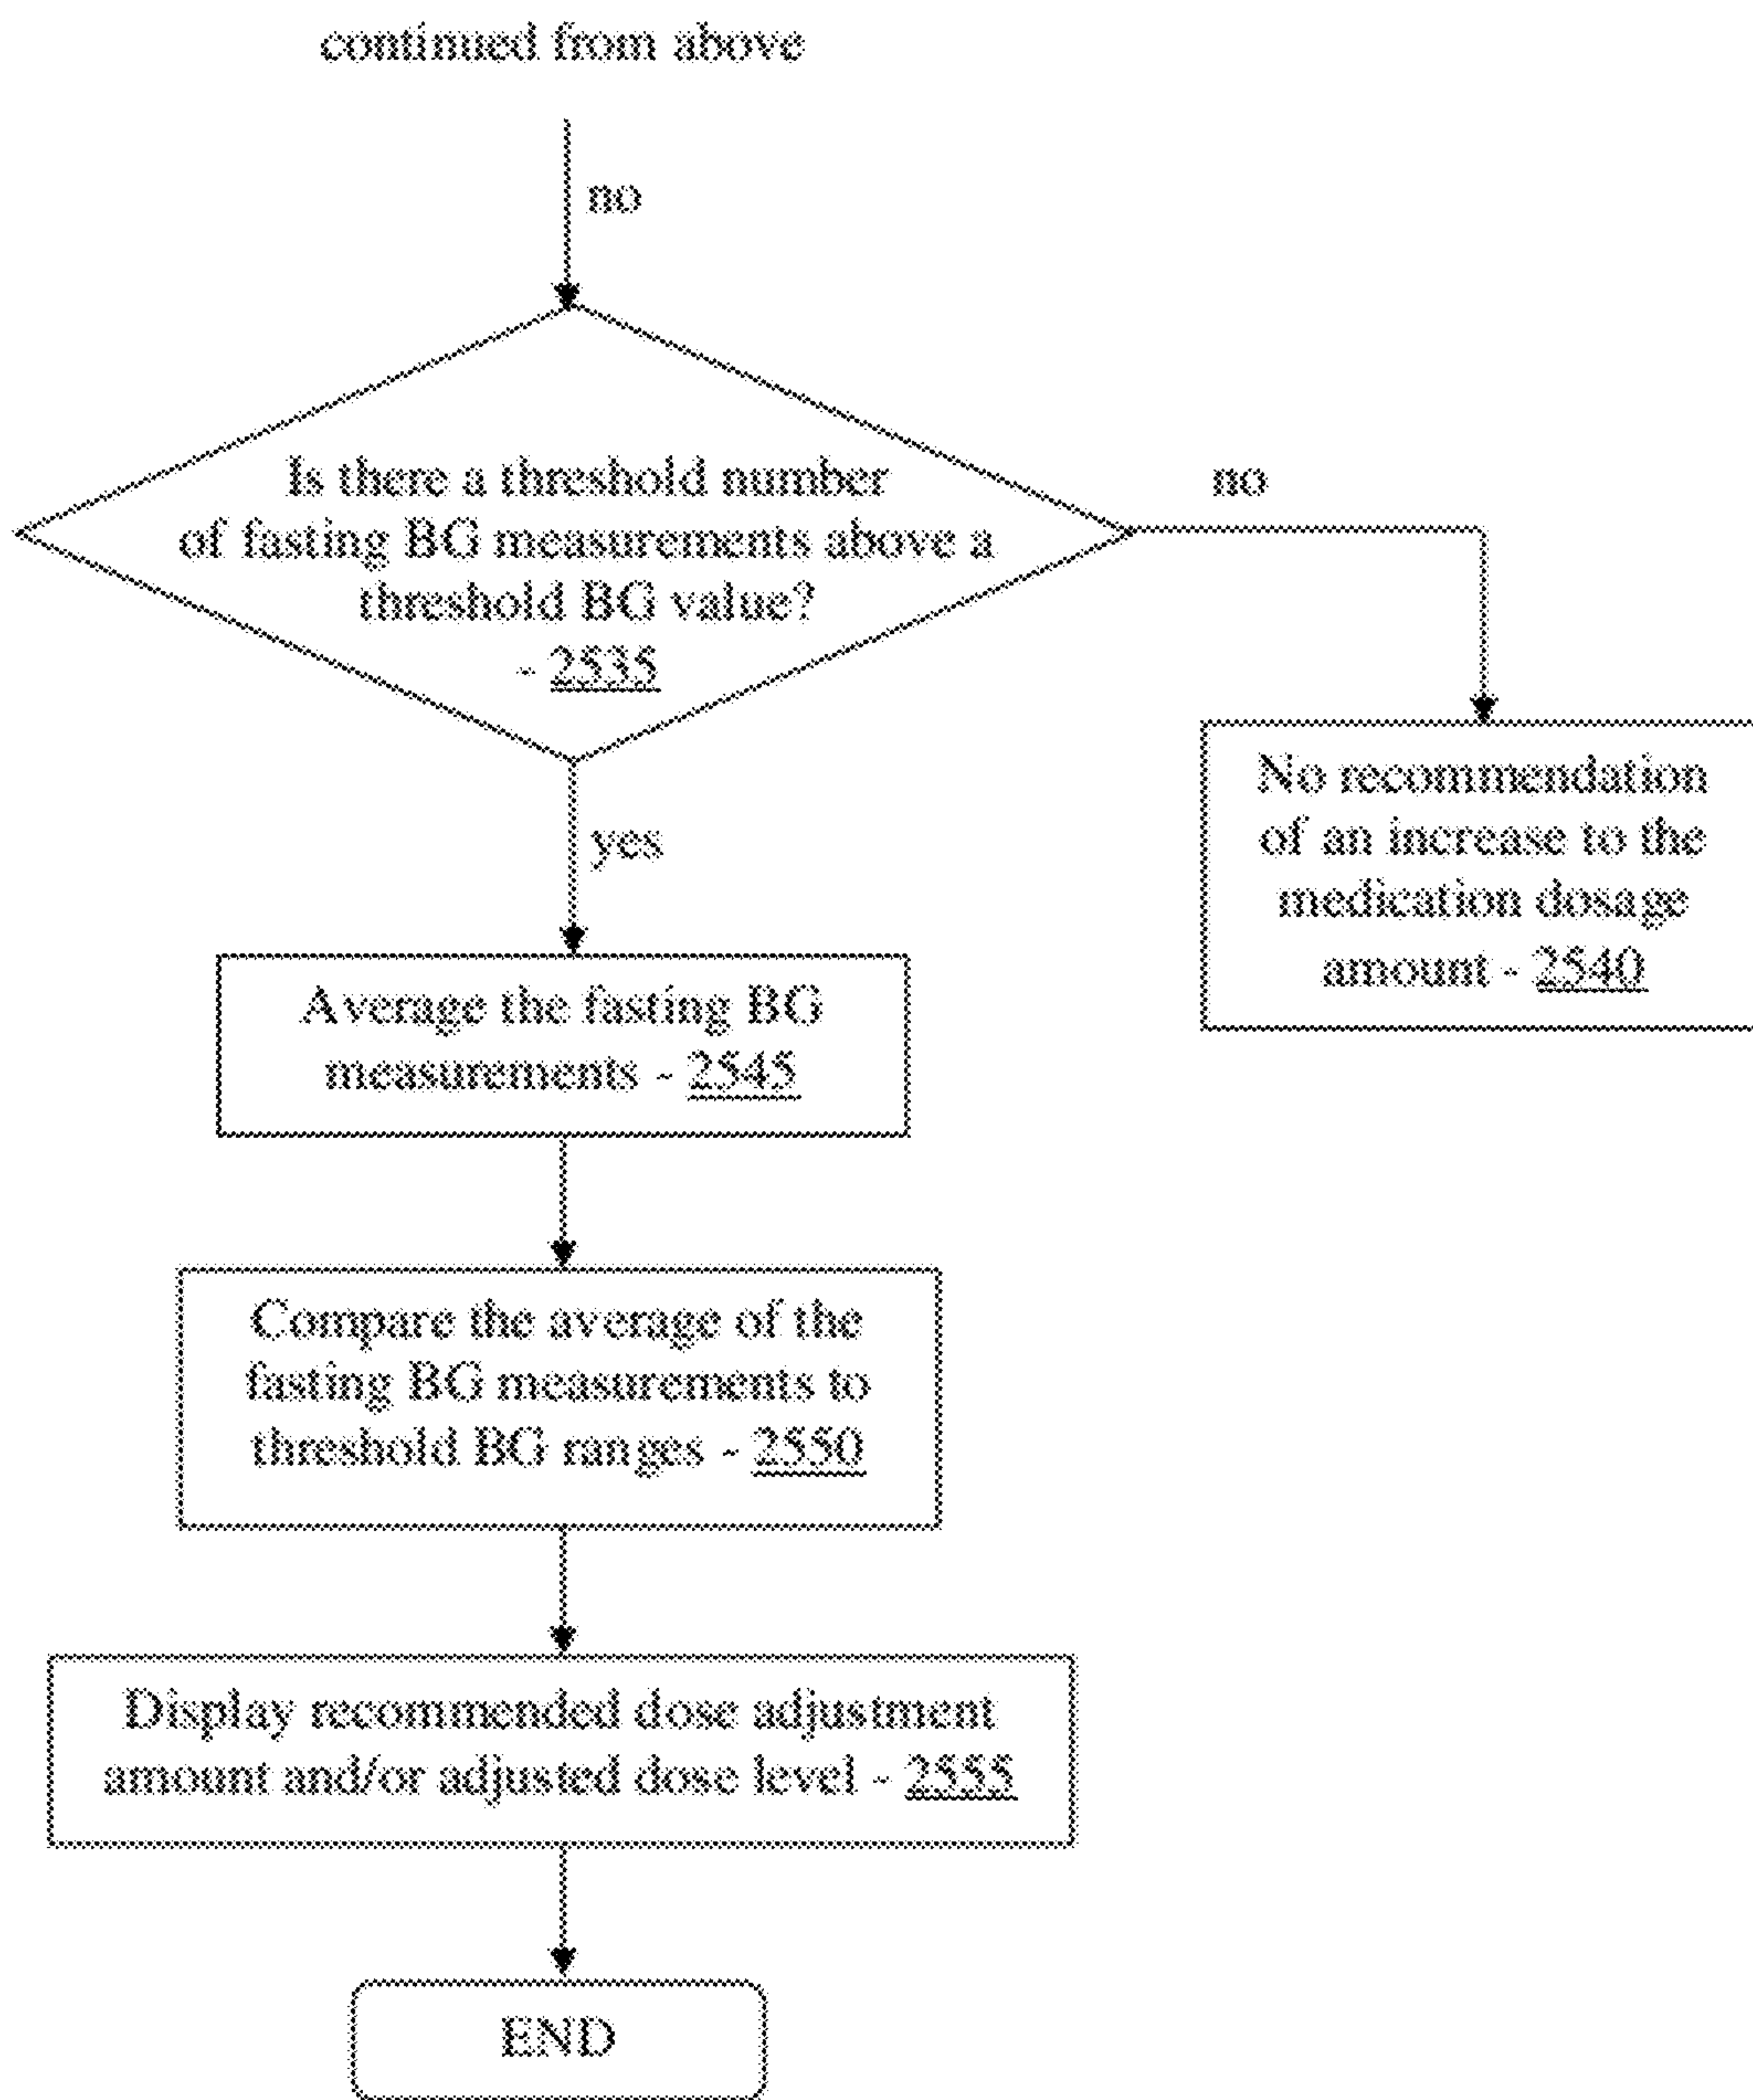 continued from above
no
Is there a threshold number
of fasting BG measurements above a
threshold BG value?
- 2535
no
No recommendation
of an increase to the
medication dosage
amount - 2540
yes
Average the fasting BG
measurements - 2545
Compare the average of the
fasting BG measurements to
threshold BG ranges - 2550
Display recommended dose adjustment
amount and/or adjusted dose level - 2555
END